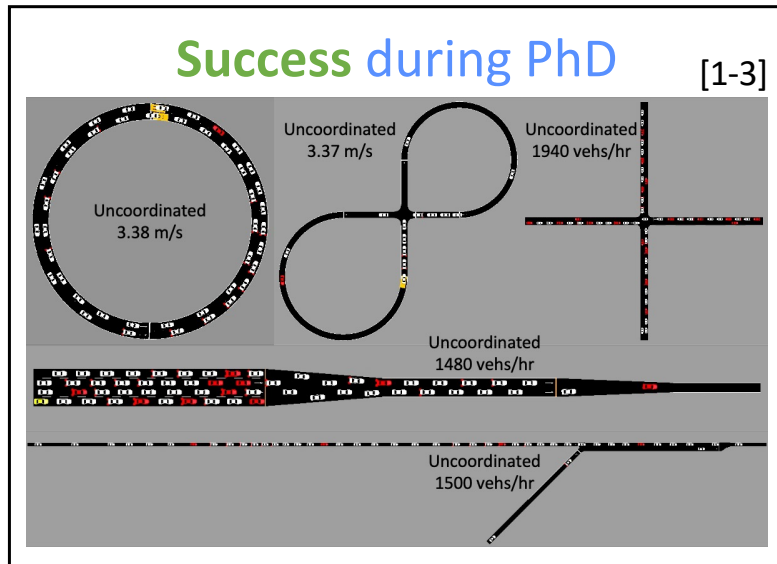 Success during PhD
[1-3]
Uncoordinated
3.38 m/s
Uncoordinated
3.37 m/s
Uncoordinated
1940 vehs/hr
Uncoordinated
1480 vehs/hr
Uncoordinated
1500 vehs/hr